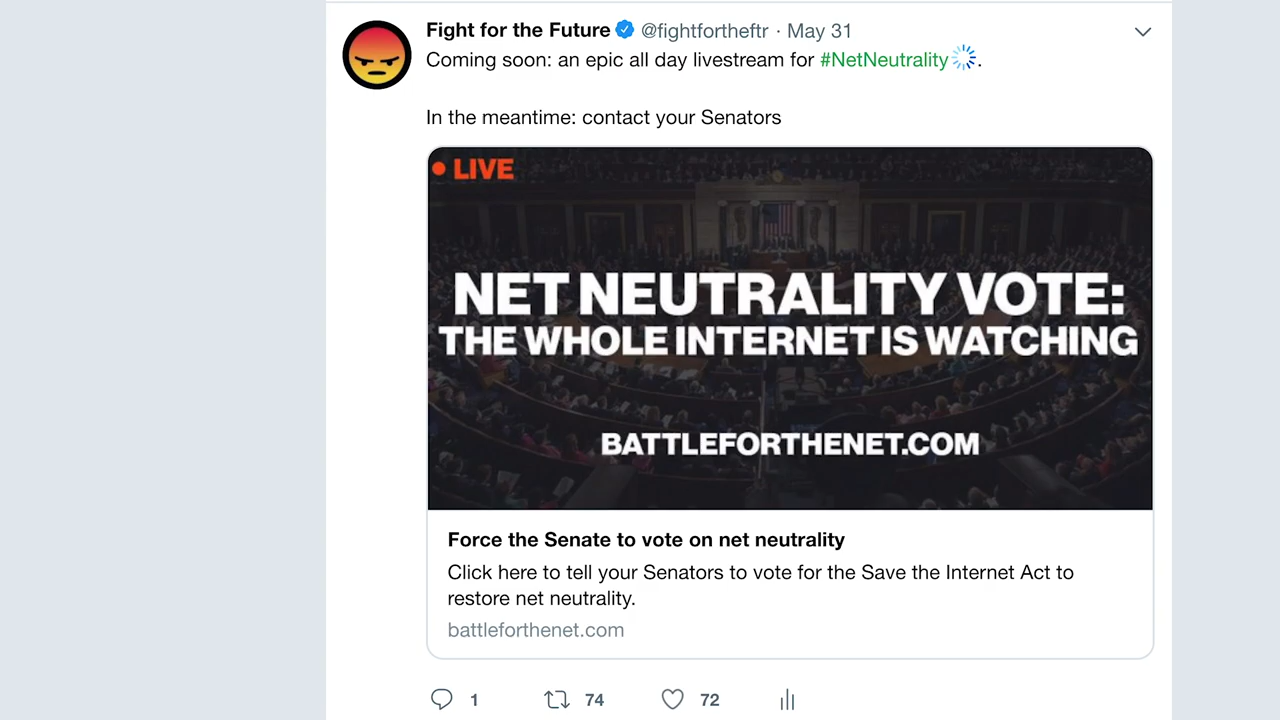 Fight for the Future @fightfortheftr · May 31
Coming soon: an epic all day livestream for #NetNeutrality.
In the meantime: contact your Senators
LIVE
NET NEUTRALITY VOTE:
THE WHOLE INTERNET IS WATCHING
BATTLEFORTHENET.COM
Force the Senate to vote on net neutrality
Click here to tell your Senators to vote for the Save the Internet Act to
restore net neutrality.
battleforthenet.com
1 74 72